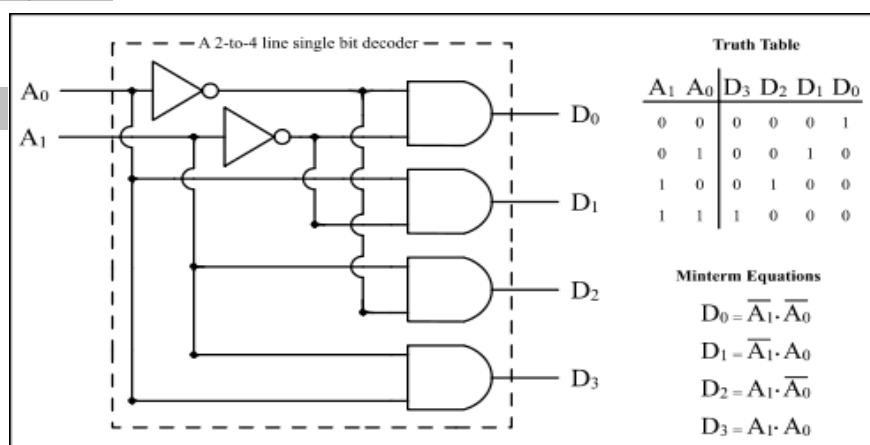 A 2-to-4 line single bit decoder
A₀
A₁
D₀
D₁
D₂
D₃
Truth Table
A₁ A₀ D₃ D₂ D₁ D₀
0 0 0 0 0 1
0 1 0 0 1 0
1 0 0 1 0 0
1 1 1 0 0 0
Minterm Equations
D₀ = A̅₁ · A̅₀
D₁ = A̅₁ · A₀
D₂ = A₁ · A̅₀
D₃ = A₁ · A₀